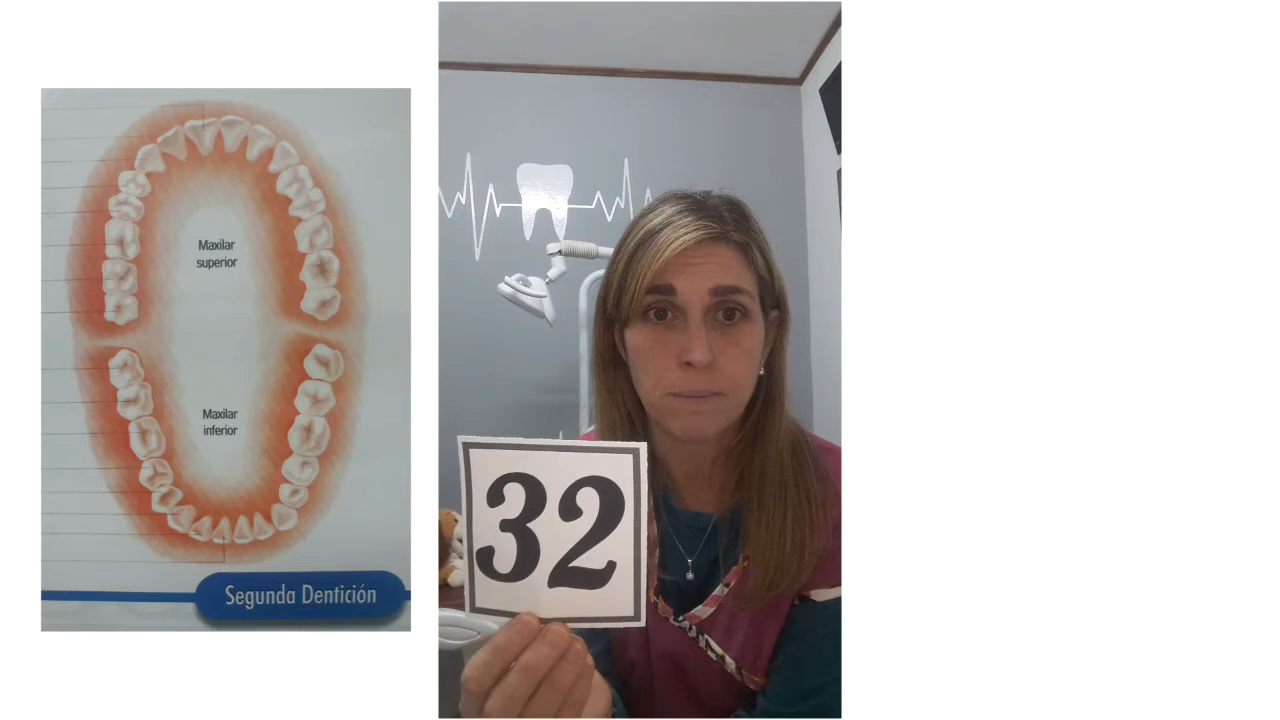 Maxilar
superior
Maxilar
inferior
Segunda Dentición
32